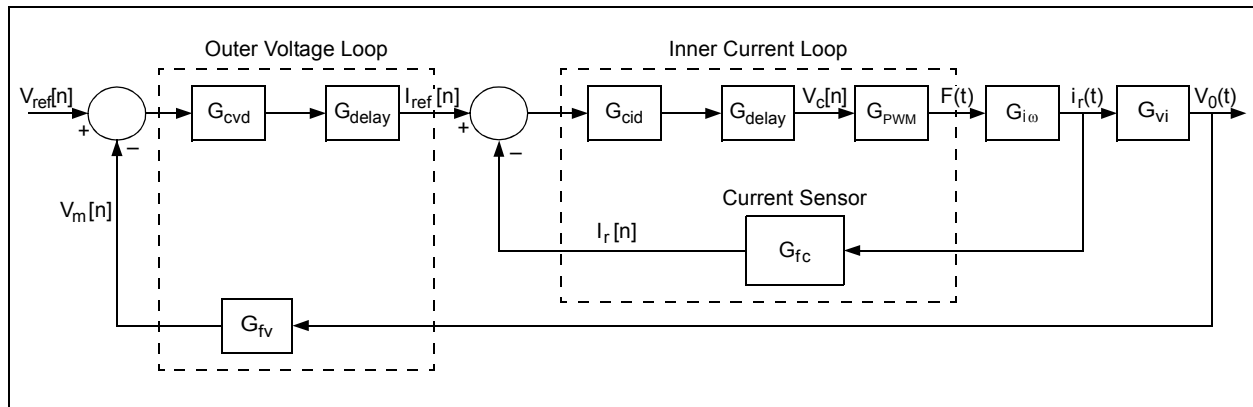 Outer Voltage Loop
Inner Current Loop
V_ref[n]
+
–
G_cvd
G_delay
I_ref[n]
+
–
G_cid
G_delay
V_c[n]
G_PWM
F(t)
G_iω
i_r(t)
G_vi
V_0(t)
V_m[n]
Current Sensor
I_r[n]
G_fc
G_fv